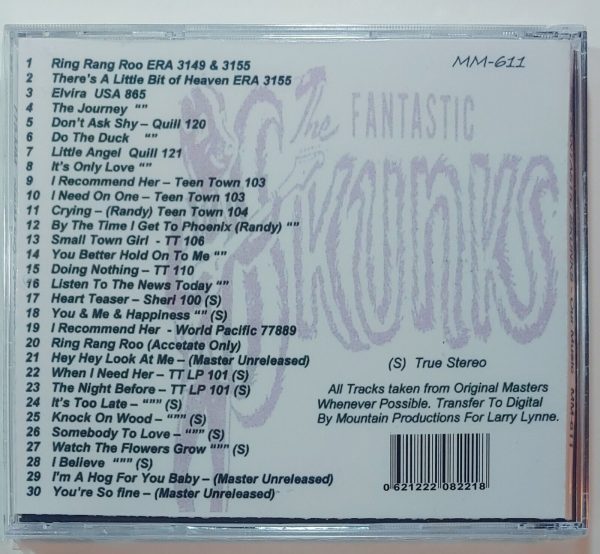 MM-611
1 Ring Rang Roo ERA 3149 & 3155
2 There's A Little Bit of Heaven ERA 3155
3 Elvira USA 865
4 The Journey ""
5 Don't Ask Shy – Quill 120
6 Do The Duck ""
7 Little Angel Quill 121
8 It's Only Love ""
9 I Recommend Her – Teen Town 103
10 I Need On One – Teen Town 103
11 Crying – (Randy) Teen Town 104
12 By The Time I Get To Phoenix (Randy) ""
13 Small Town Girl - TT 106
14 You Better Hold On To Me ""
15 Doing Nothing – TT 110
16 Listen To The News Today ""
17 Heart Teaser – Sherl 100 (S)
18 You & Me & Happiness "" (S)
19 I Recommend Her - World Pacific 77889
20 Ring Rang Roo (Accetate Only)
21 Hey Hey Look At Me – (Master Unreleased)
22 When I Need Her – TT LP 101 (S)
23 The Night Before – TT LP 101 (S)
24 It's Too Late – """ (S)
25 Knock On Wood – """ (S)
26 Somebody To Love – """ (S)
27 Watch The Flowers Grow """ (S)
28 I Believe """ (S)
29 I'm A Hog For You Baby – (Master Unreleased)
30 You're So fine – (Master Unreleased)
The FANTASTIC
SKUNKS
(S) True Stereo
All Tracks taken from Original Masters
Whenever Possible. Transfer To Digital
By Mountain Productions For Larry Lynne.
0 621222 082218
MM-611